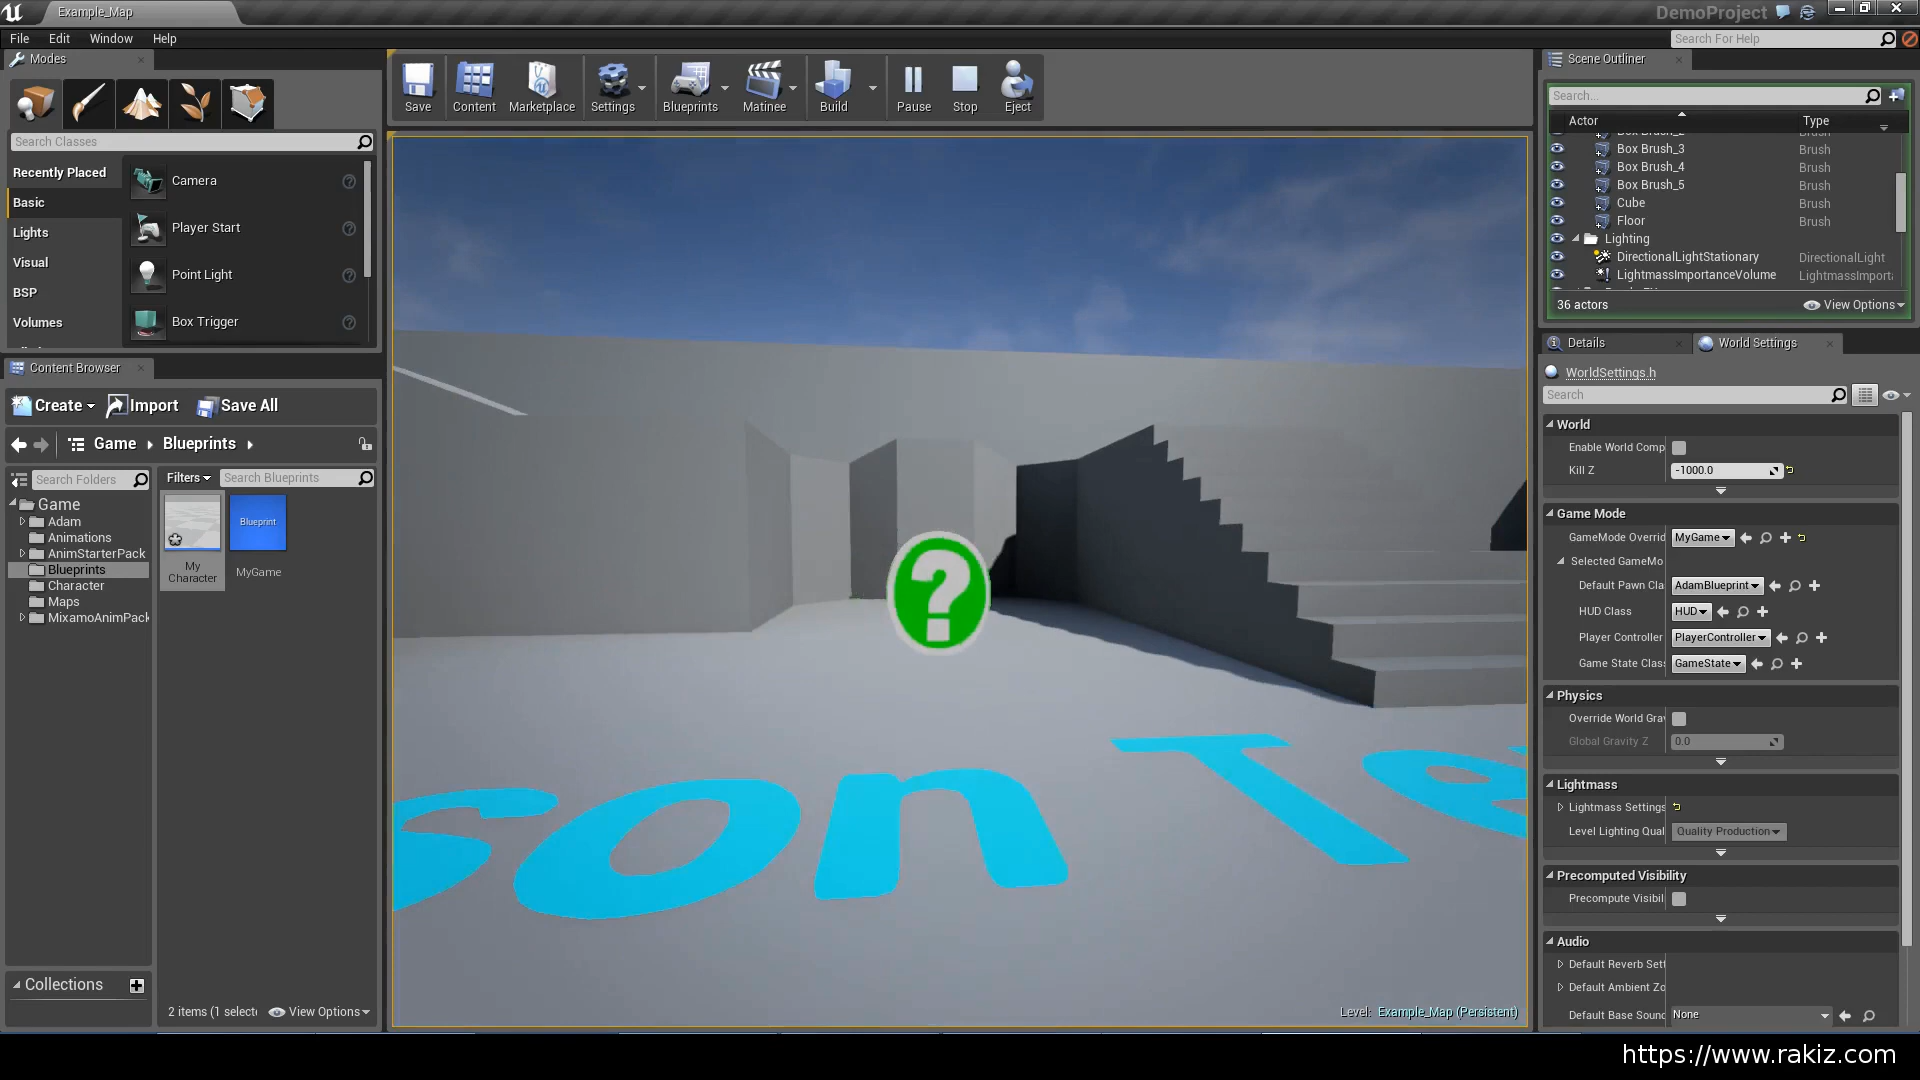 Example_Map
DemoProject
File Edit Window Help
Search For Help
Modes
Search Classes
Recently Placed
Basic
Lights
Visual
BSP
Volumes
Camera
Player Start
Point Light
Box Trigger
Save Content Marketplace Settings Blueprints Matinee Build Pause Stop Eject
Content Browser
Create Import Save All
Game Blueprints
Search Folders
Filters Search Blueprints
Game
Adam
Animations
AnimStarterPack
Blueprints
Character
Maps
MixamoAnimPack
Blueprint
My
Character
MyGame
Collections
2 items (1 selecte View Options
?
son Te
Level: Example_Map (Persistent)
Scene Outliner
Search...
Actor Type
Box Brush_2 Brush
Box Brush_3 Brush
Box Brush_4 Brush
Box Brush_5 Brush
Cube Brush
Floor Brush
Lighting
DirectionalLightStationary DirectionalLight
LightmassImportanceVolume LightmassImporta
36 actors View Options
Details World Settings
WorldSettings.h
Search
World
Enable World Comp
Kill Z -1000.0
Game Mode
GameMode Overrid MyGame
Selected GameMo
Default Pawn Cla AdamBlueprint
HUD Class HUD
Player Controller PlayerController
Game State Clas GameState
Physics
Override World Gra
Global Gravity Z 0.0
Lightmass
Lightmass Settings
Level Lighting Qual Quality Production
Precomputed Visibility
Precompute Visibil
Audio
Default Reverb Sett
Default Ambient Zo
Default Base Sound None
https://www.rakiz.com